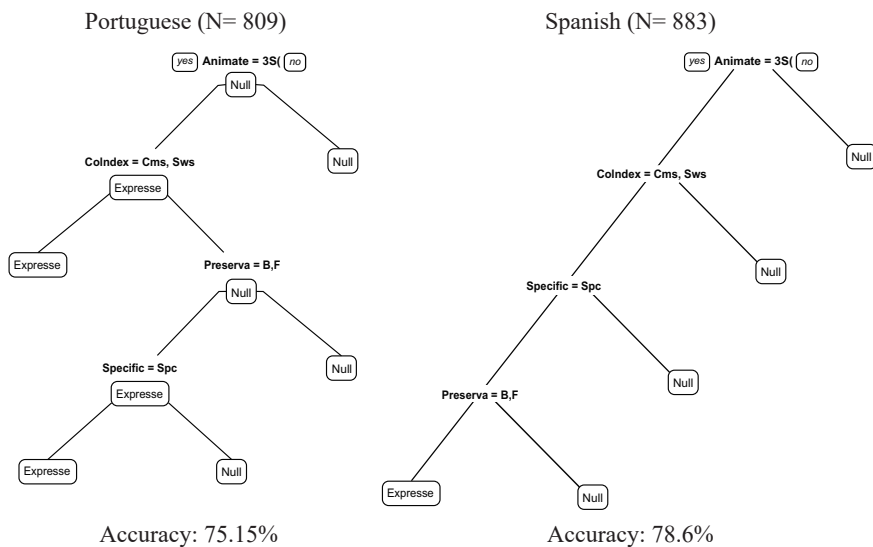 Portuguese (N= 809)
Spanish (N= 883)
yes Animate = 3S( no
Null
Null
CoIndex = Cms, Sws
Expresse
Expresse
Preserva = B,F
Null
Null
Specific = Spc
Expresse
Expresse
Null
Accuracy: 75.15%
yes Animate = 3S( no
Null
CoIndex = Cms, Sws
Null
Specific = Spc
Null
Preserva = B,F
Expresse
Null
Accuracy: 78.6%